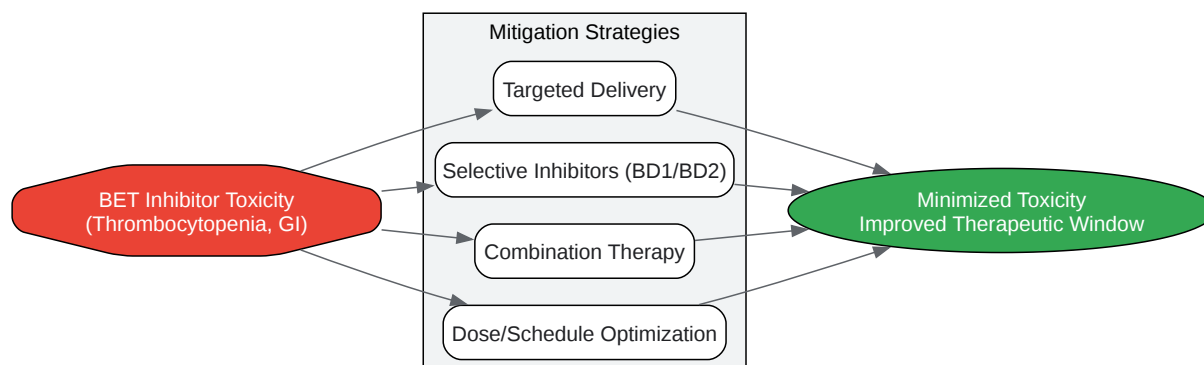 Mitigation Strategies
Targeted Delivery
Selective Inhibitors (BD1/BD2)
BET Inhibitor Toxicity
(Thrombocytopenia, GI)
Minimized Toxicity
Improved Therapeutic Window
Combination Therapy
Dose/Schedule Optimization